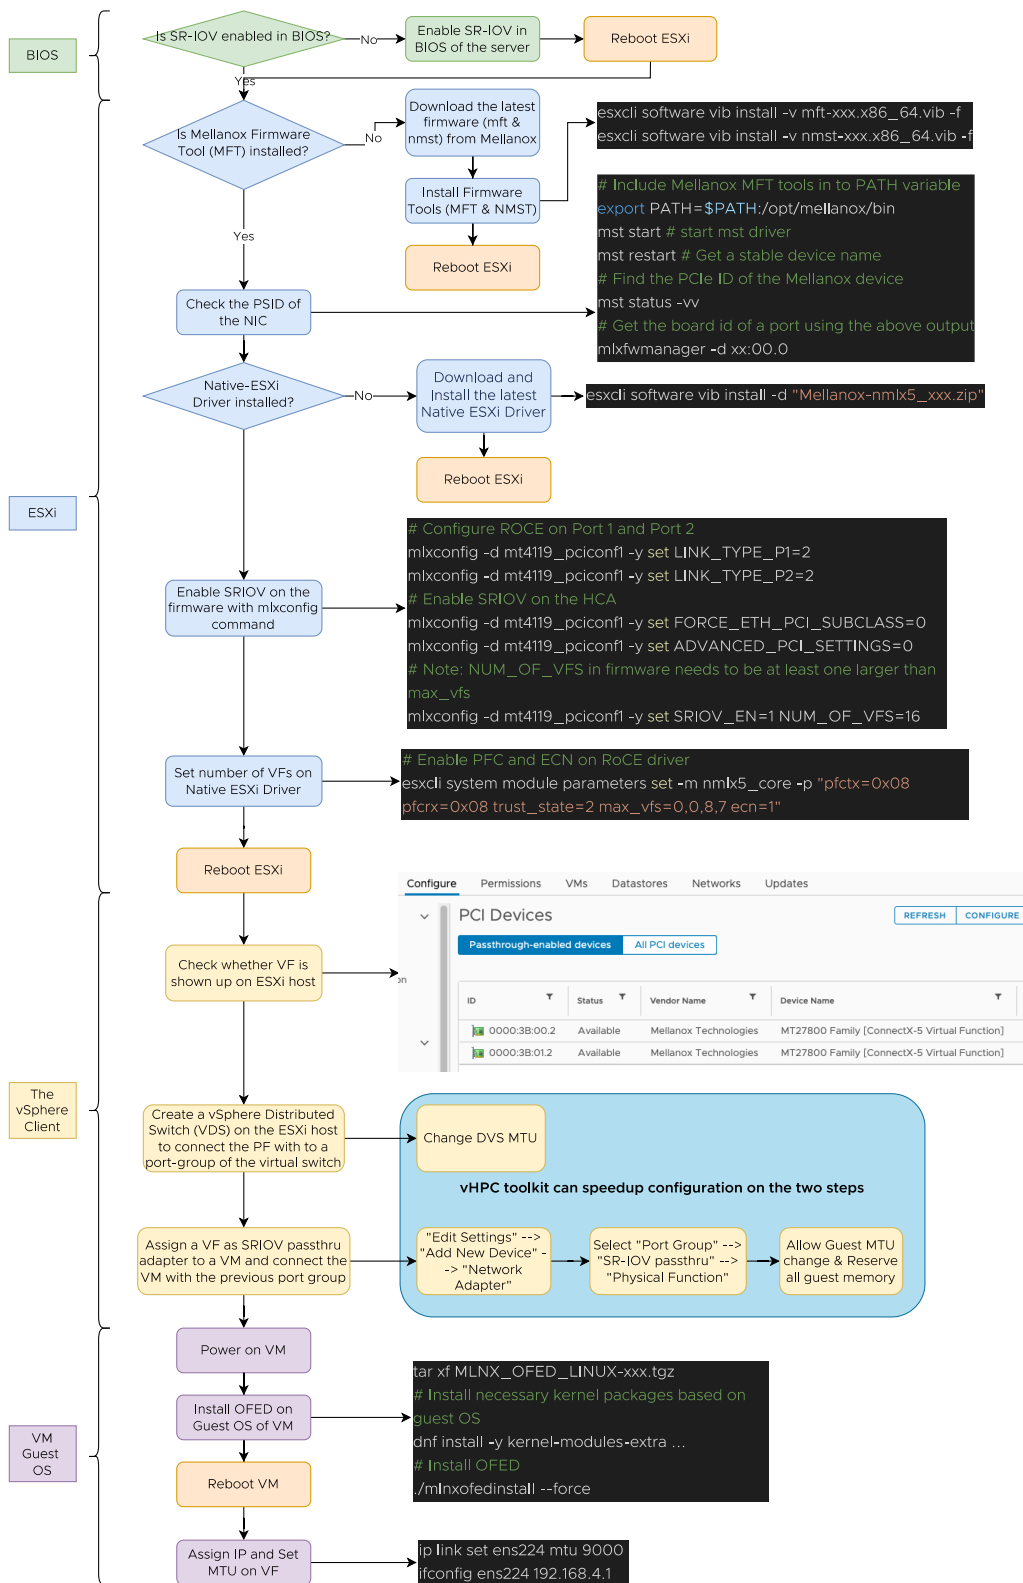 BIOS
Is SR-IOV enabled in BIOS?
No
Enable SR-IOV in
BIOS of the server
Reboot ESXi
Yes
ESXi
Is Mellanox Firmware
Tool (MFT) installed?
No
Download the latest
firmware (mft &
nmst) from Mellanox
esxcli software vib install -v mft-xxx.x86_64.vib -f
esxcli software vib install -v nmst-xxx.x86_64.vib -f
Install Firmware
Tools (MFT & NMST)
Reboot ESXi
Yes
# Include Mellanox MFT tools in to PATH variable
export PATH=$PATH:/opt/mellanox/bin
mst start # start mst driver
mst restart # Get a stable device name
# Find the PCIe ID of the Mellanox device
mst status -vv
# Get the board id of a port using the above output
mlxfwmanager -d xx:00.0
Check the PSID of
the NIC
Native-ESXi
Driver installed?
No
Download and
Install the latest
Native ESXi Driver
esxcli software vib install -d "Mellanox-nmlx5_xxx.zip"
Reboot ESXi
Enable SRIOV on the
firmware with mlxconfig
command
# Configure ROCE on Port 1 and Port 2
mlxconfig -d mt4119_pciconf1 -y set LINK_TYPE_P1=2
mlxconfig -d mt4119_pciconf1 -y set LINK_TYPE_P2=2
# Enable SRIOV on the HCA
mlxconfig -d mt4119_pciconf1 -y set FORCE_ETH_PCI_SUBCLASS=0
mlxconfig -d mt4119_pciconf1 -y set ADVANCED_PCI_SETTINGS=0
# Note: NUM_OF_VFS in firmware needs to be at least one larger than
max_vfs
mlxconfig -d mt4119_pciconf1 -y set SRIOV_EN=1 NUM_OF_VFS=16
Set number of VFs on
Native ESXi Driver
# Enable PFC and ECN on RoCE driver
esxcli system module parameters set -m nmlx5_core -p "pfctx=0x08
pfcrx=0x08 trust_state=2 max_vfs=0,0,8,7 ecn=1"
Reboot ESXi
The
vSphere
Client
Check whether VF is
shown up on ESXi host
Configure Permissions VMs Datastores Networks Updates
PCI Devices
REFRESH CONFIGURE
Passthrough-enabled devices All PCI devices
on
ID Status Vendor Name Device Name
0000:3B:00.2 Available Mellanox Technologies MT27800 Family [ConnectX-5 Virtual Function]
0000:3B:01.2 Available Mellanox Technologies MT27800 Family [ConnectX-5 Virtual Function]
Create a vSphere Distributed
Switch (VDS) on the ESXi host
to connect the PF with to a
port-group of the virtual switch
Change DVS MTU
vHPC toolkit can speedup configuration on the two steps
Assign a VF as SRIOV passthru
adapter to a VM and connect the
VM with the previous port group
"Edit Settings" -->
"Add New Device" -
-> "Network
Adapter"
Select "Port Group" -->
"SR-IOV passthru" -->
"Physical Function"
Allow Guest MTU
change & Reserve
all guest memory
VM
Guest
OS
Power on VM
Install OFED on
Guest OS of VM
tar xf MLNX_OFED_LINUX-xxx.tgz
# Install necessary kernel packages based on
guest OS
dnf install -y kernel-modules-extra ...
# Install OFED
./mlnxofedinstall --force
Reboot VM
Assign IP and Set
MTU on VF
ip link set ens224 mtu 9000
ifconfig ens224 192.168.4.1